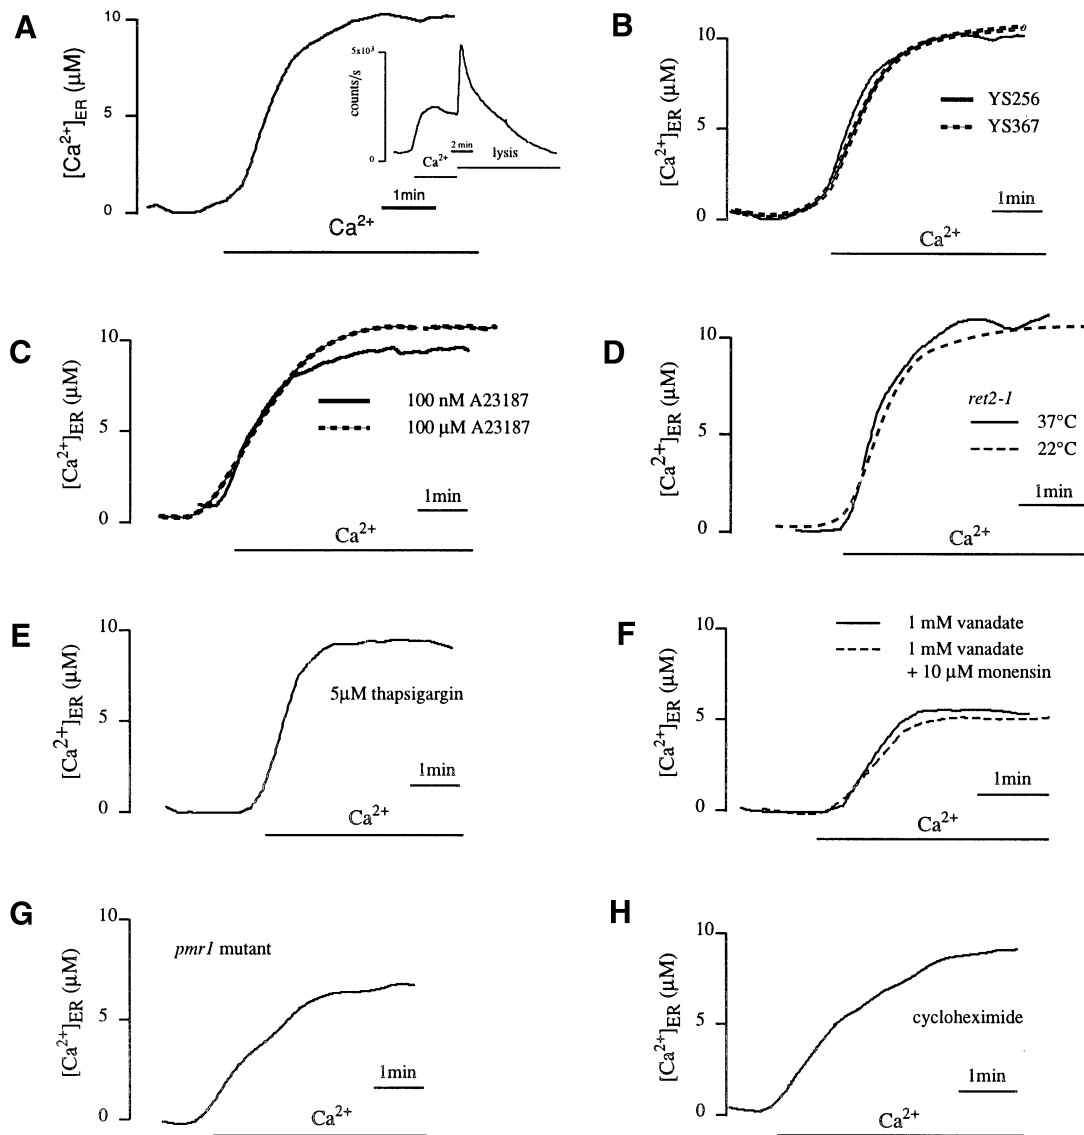 A
10
5
0
[Ca2+]ER (µM)
5x10³
counts/s
0
2 min
Ca2+
lysis
1min
Ca2+
B
10
5
0
[Ca2+]ER (µM)
YS256
YS367
1min
Ca2+
C
10
5
0
[Ca2+]ER (µM)
100 nM A23187
100 µM A23187
1min
Ca2+
D
10
5
0
[Ca2+]ER (µM)
ret2-1
37°C
22°C
1min
Ca2+
E
10
5
0
[Ca2+]ER (µM)
5µM thapsigargin
1min
Ca2+
F
10
5
0
[Ca2+]ER (µM)
1 mM vanadate
1 mM vanadate
+ 10 µM monensin
1min
Ca2+
G
10
5
0
[Ca2+]ER (µM)
pmr1 mutant
1min
Ca2+
H
10
5
0
[Ca2+]ER (µM)
cycloheximide
1min
Ca2+